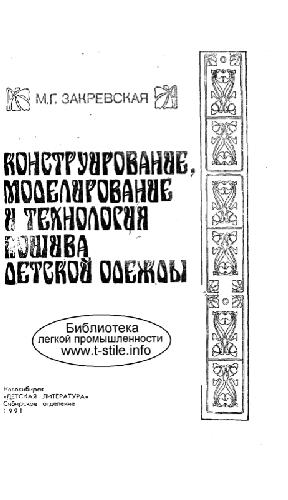 М.Г. ЗАКРЕВСКАЯ
КОНСТРУИРОВАНИЕ,
МОДЕЛИРОВАНИЕ
И ТЕХНОЛОГИЯ
ПОШИВА
ДЕТСКОЙ ОДЕЖДЫ
Библиотека
легкой промышленности
www.t-stile.info
Новосибирск
«ДЕТСКАЯ ЛИТЕРАТУРА»
Сибирское отделение
1991